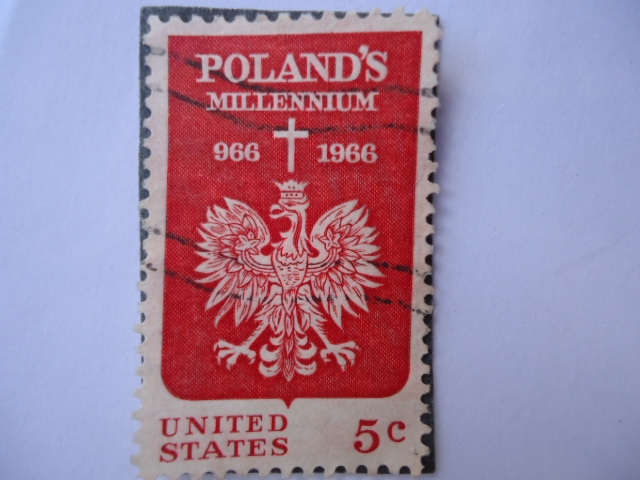 POLAND'S
MILLENNIUM
966 1966
UNITED
STATES 5c